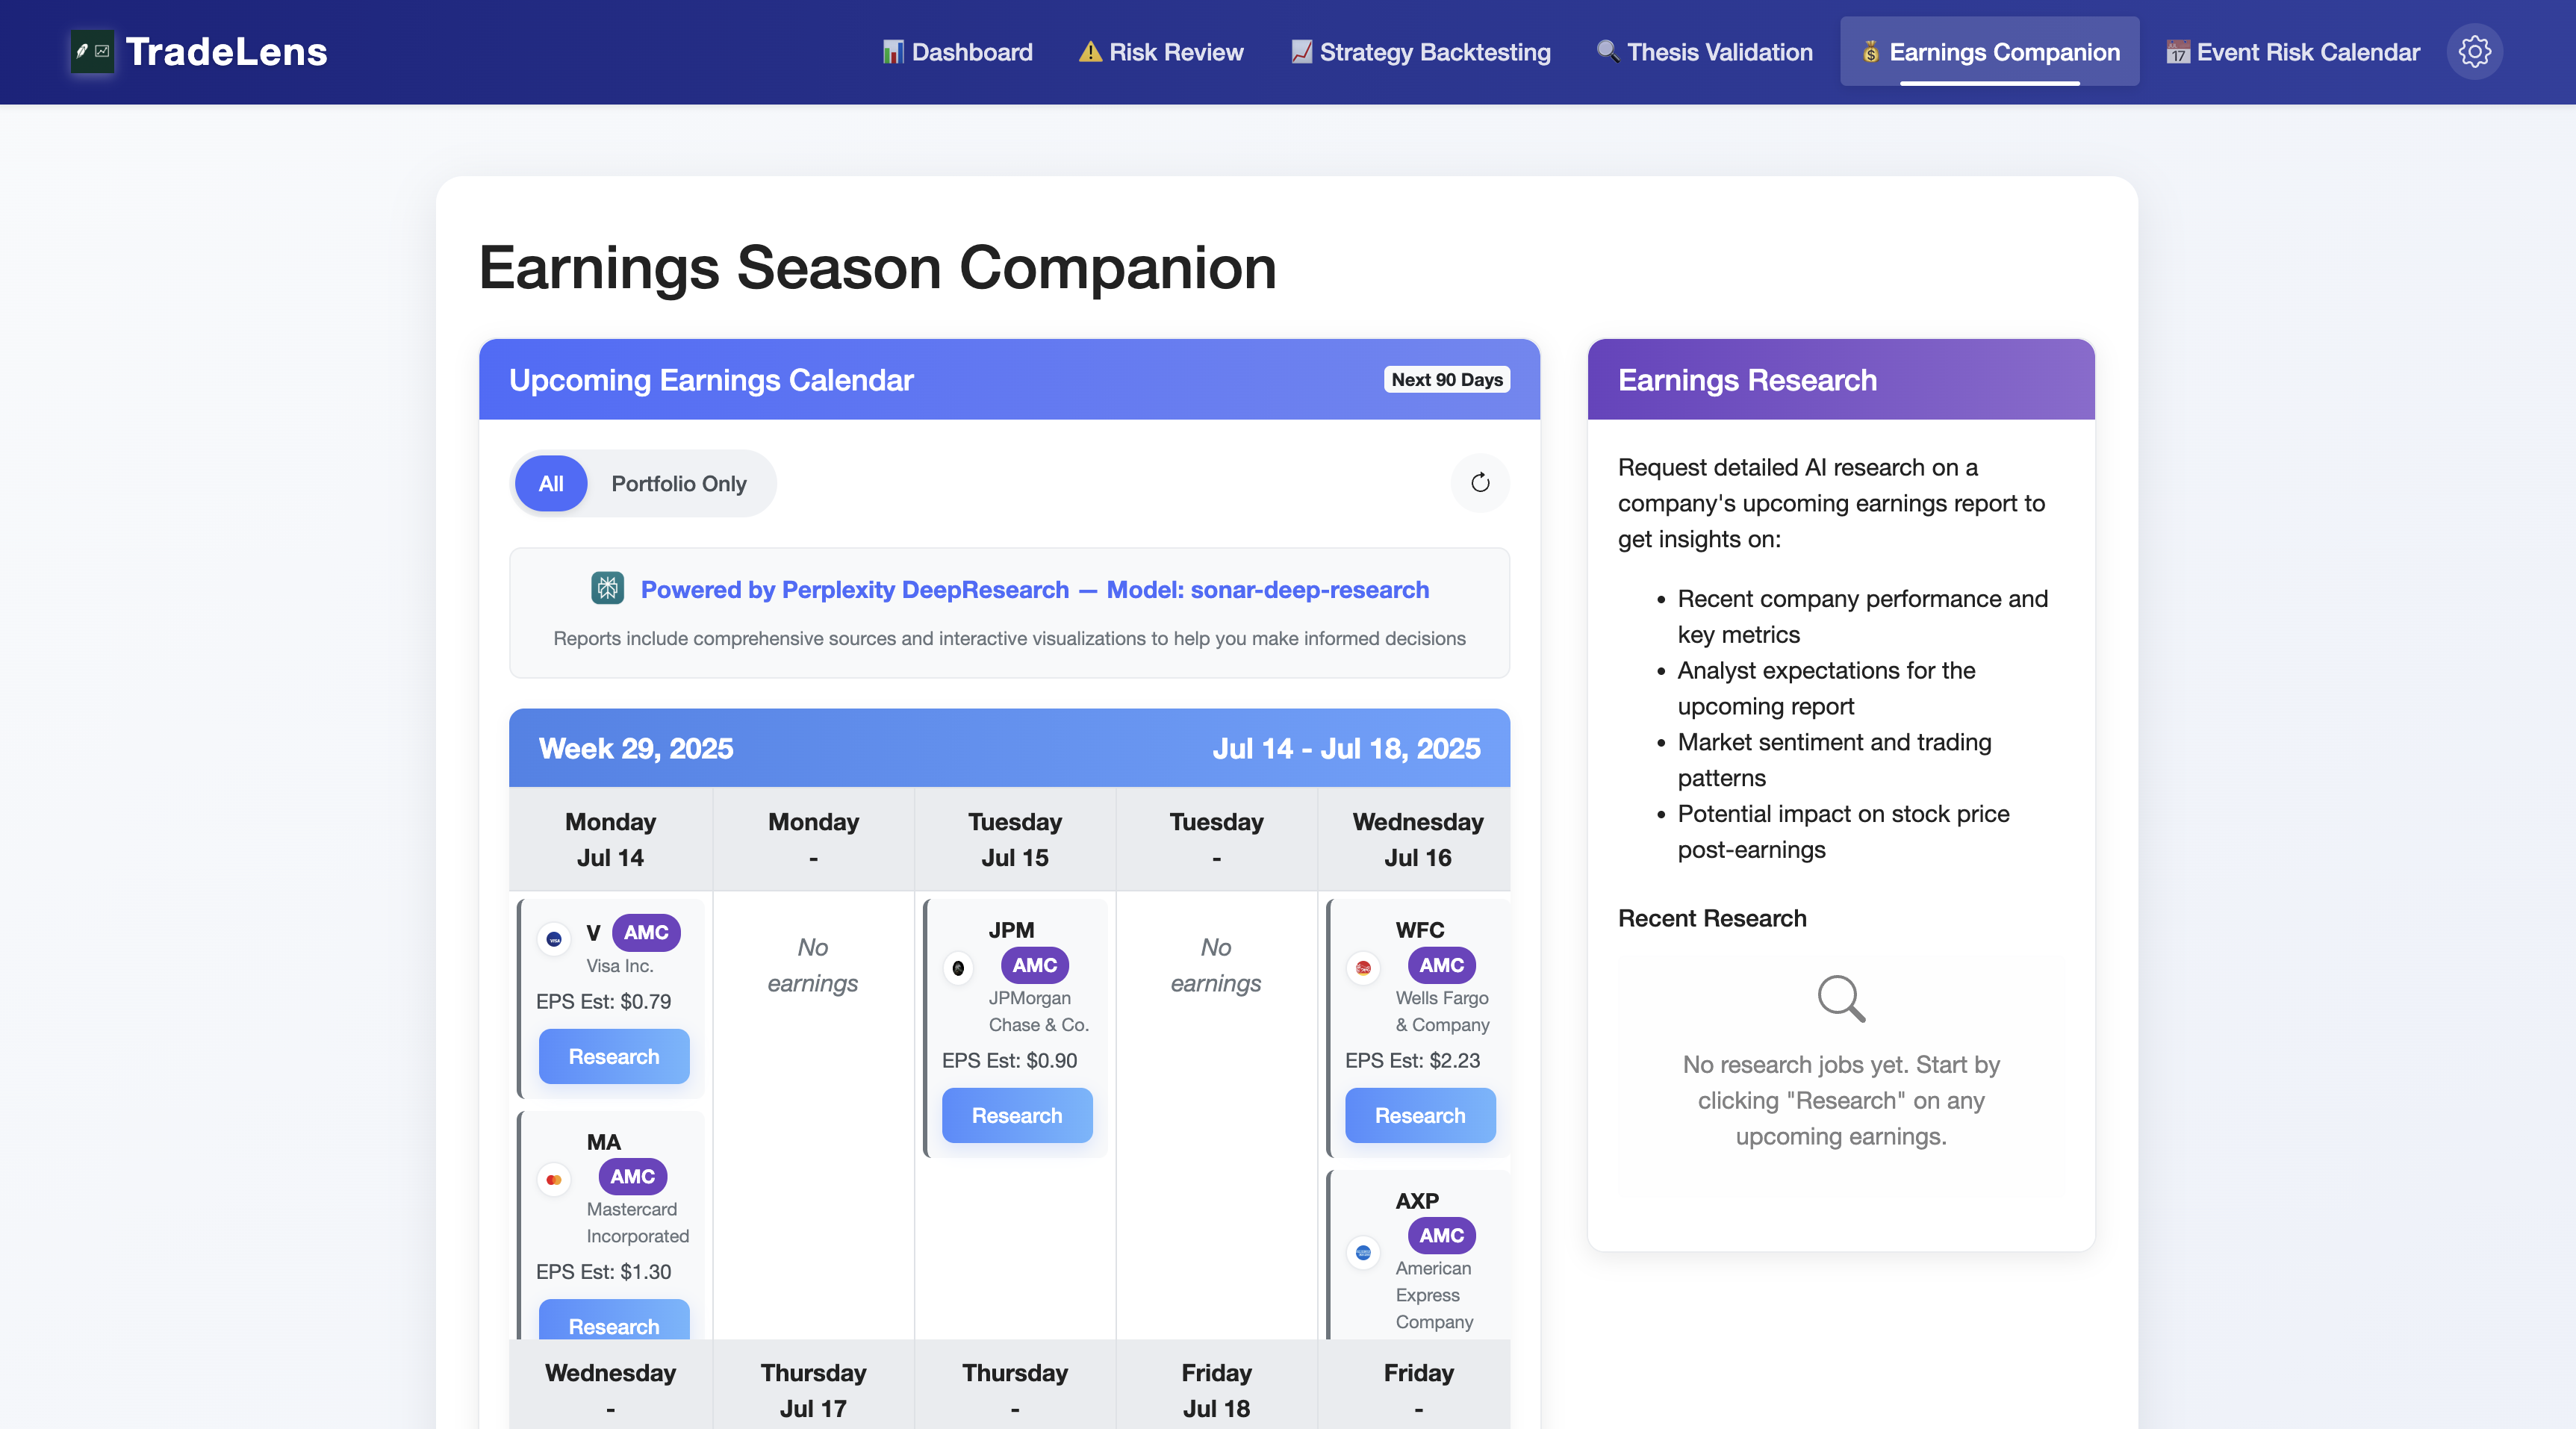 TradeLens
Dashboard
Risk Review
Strategy Backtesting
Thesis Validation
Earnings Companion
17
Event Risk Calendar
Earnings Season Companion
Upcoming Earnings Calendar
Next 90 Days
All
Portfolio Only
Powered by Perplexity DeepResearch — Model: sonar-deep-research
Reports include comprehensive sources and interactive visualizations to help you make informed decisions
Week 29, 2025
Jul 14 - Jul 18, 2025
Monday
Jul 14
Monday
-
Tuesday
Jul 15
Tuesday
-
Wednesday
Jul 16
VISA
V AMC
Visa Inc.
EPS Est: $0.79
Research
MA
AMC
Mastercard
Incorporated
EPS Est: $1.30
Research
No
earnings
JPM
AMC
JPMorgan
Chase & Co.
EPS Est: $0.90
Research
No
earnings
WFC
AMC
Wells Fargo
& Company
EPS Est: $2.23
Research
AXP
AMC
American
Express
Company
Wednesday
-
Thursday
Jul 17
Thursday
-
Friday
Jul 18
Friday
-
Earnings Research
Request detailed AI research on a
company's upcoming earnings report to
get insights on:
• Recent company performance and
key metrics
• Analyst expectations for the
upcoming report
• Market sentiment and trading
patterns
• Potential impact on stock price
post-earnings
Recent Research
No research jobs yet. Start by
clicking "Research" on any
upcoming earnings.